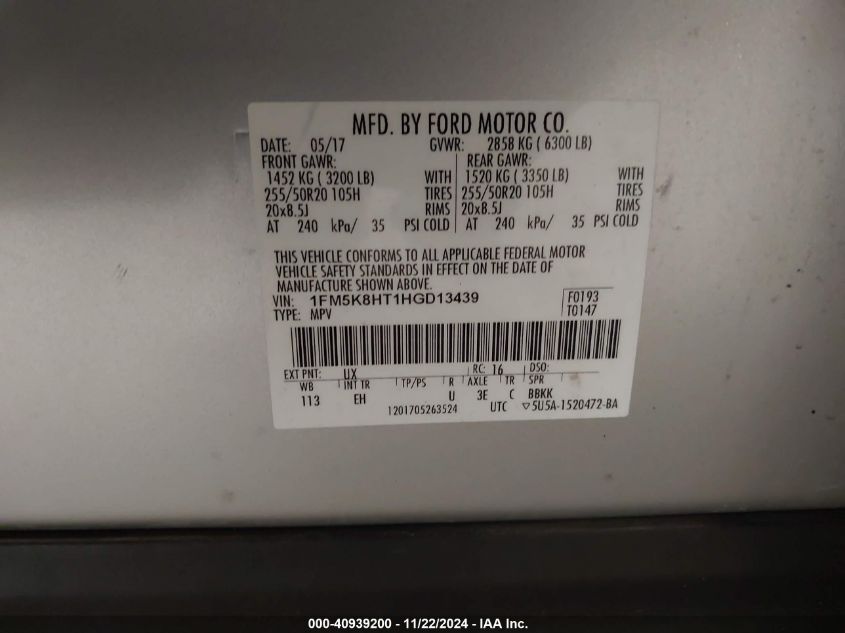 MFD. BY FORD MOTOR CO.
DATE: 05/17 GVWR: 2858 KG ( 6300 LB)
FRONT GAWR: REAR GAWR:
1452 KG ( 3200 LB) WITH 1520 KG ( 3350 LB) WITH
255/50R20 105H TIRES 255/50R20 105H TIRES
20x8.5J RIMS 20x8.5J RIMS
AT 240 kPa/ 35 PSI COLD AT 240 kPa/ 35 PSI COLD
THIS VEHICLE CONFORMS TO ALL APPLICABLE FEDERAL MOTOR
VEHICLE SAFETY STANDARDS IN EFFECT ON THE DATE OF
MANUFACTURE SHOWN ABOVE.
VIN: 1FM5K8HT1HGD13439 F0193
TYPE: MPV T0147
EXT PNT: UX RC: 16 DSO:
WB INT TR TP/PS R AXLE TR SPR
113 EH U 3E C BBKK
1201705263524 UTC ▽5U5A-1520472-BA
000-40939200 - 11/22/2024 - IAA Inc.